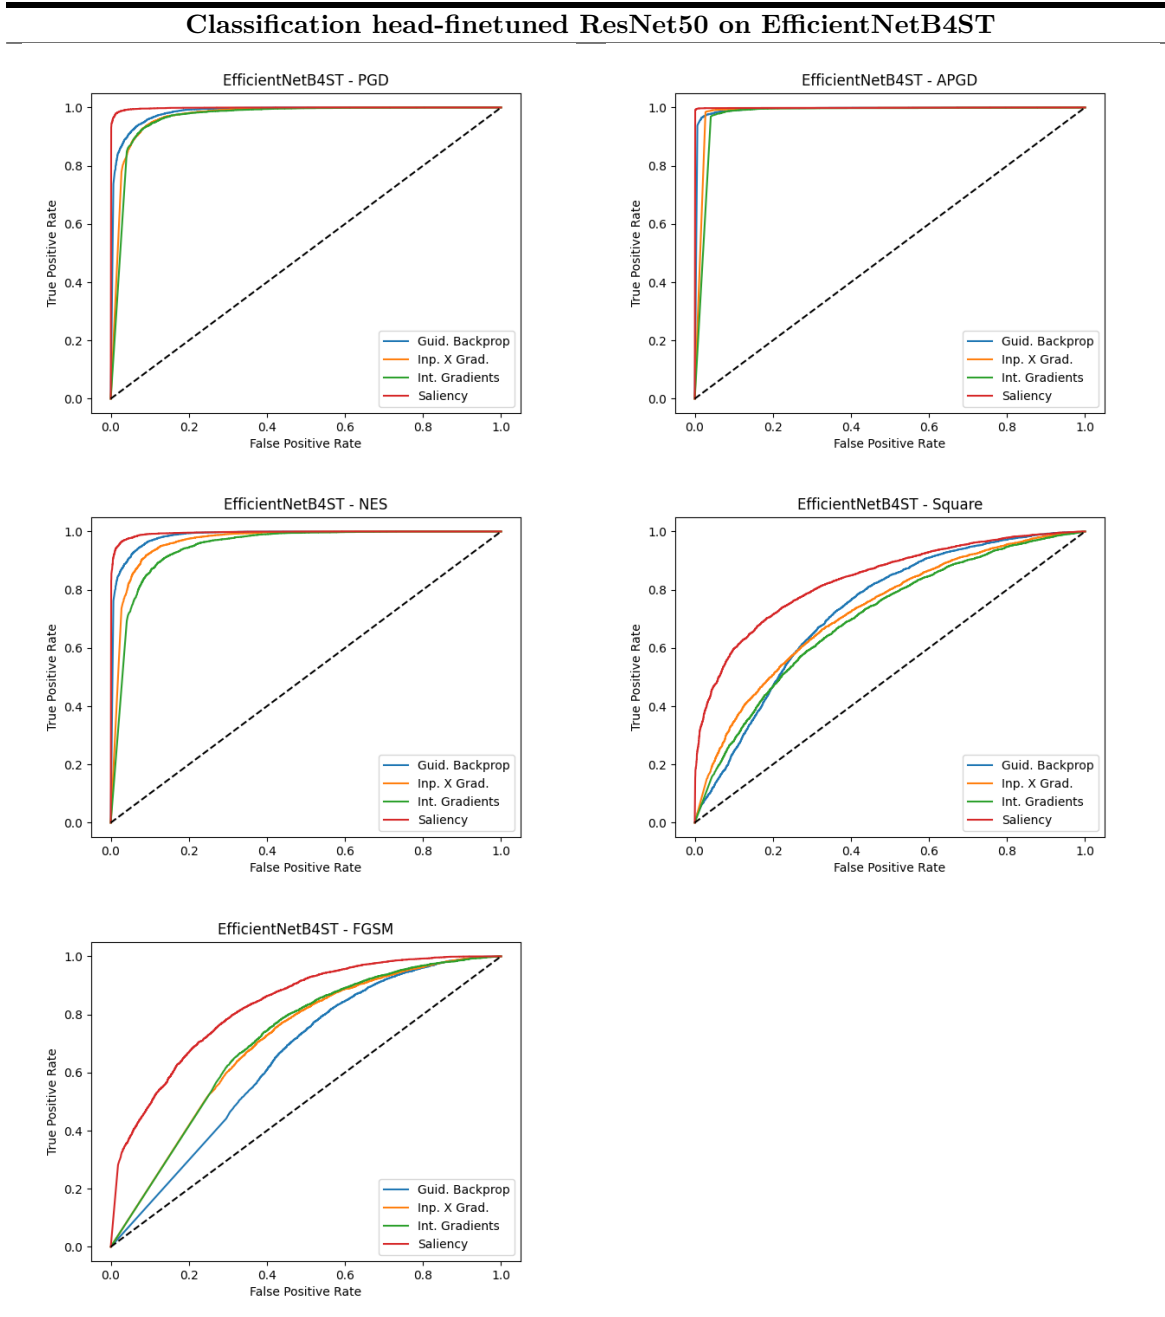 Classification head-finetuned ResNet50 on EfficientNetB4ST
EfficientNetB4ST - PGD
1.0
0.8
0.6
0.4
0.2
0.0
True Positive Rate
0.0 0.2 0.4 0.6 0.8 1.0
False Positive Rate
Guid. Backprop
Inp. X Grad.
Int. Gradients
Saliency
EfficientNetB4ST - APGD
1.0
0.8
0.6
0.4
0.2
0.0
True Positive Rate
0.0 0.2 0.4 0.6 0.8 1.0
False Positive Rate
Guid. Backprop
Inp. X Grad.
Int. Gradients
Saliency
EfficientNetB4ST - NES
1.0
0.8
0.6
0.4
0.2
0.0
True Positive Rate
0.0 0.2 0.4 0.6 0.8 1.0
False Positive Rate
Guid. Backprop
Inp. X Grad.
Int. Gradients
Saliency
EfficientNetB4ST - Square
1.0
0.8
0.6
0.4
0.2
0.0
True Positive Rate
0.0 0.2 0.4 0.6 0.8 1.0
False Positive Rate
Guid. Backprop
Inp. X Grad.
Int. Gradients
Saliency
EfficientNetB4ST - FGSM
1.0
0.8
0.6
0.4
0.2
0.0
True Positive Rate
0.0 0.2 0.4 0.6 0.8 1.0
False Positive Rate
Guid. Backprop
Inp. X Grad.
Int. Gradients
Saliency